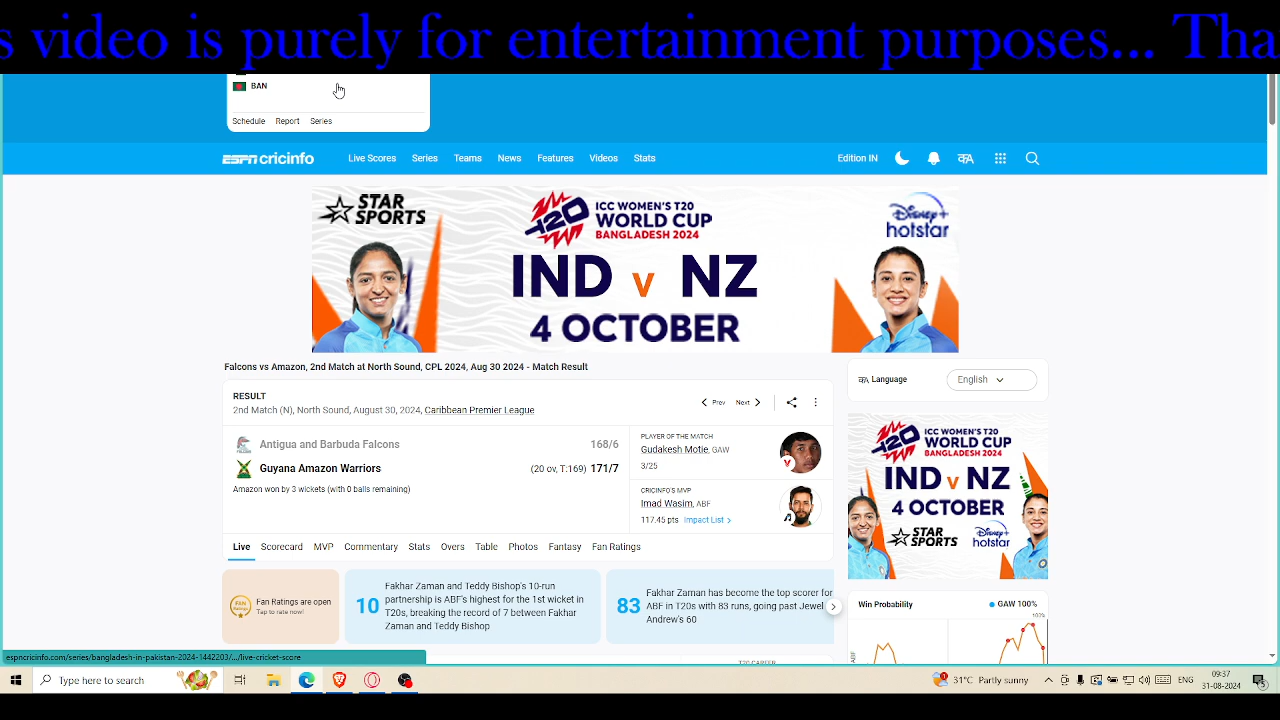 s video is purely for entertainment purposes... Tha
BAN
Schedule Report Series
ESPN cricinfo Live Scores Series Teams News Features Videos Stats Edition IN
STAR SPORTS
T20
ICC WOMEN'S T20
WORLD CUP
BANGLADESH 2024
Disney+
hotstar
IND v NZ
4 OCTOBER
Falcons vs Amazon, 2nd Match at North Sound, CPL 2024, Aug 30 2024 - Match Result
Language English
RESULT
2nd Match (N), North Sound, August 30, 2024, Caribbean Premier League
Prev Next
Antigua and Barbuda Falcons 168/6
Guyana Amazon Warriors (20 ov, T:169) 171/7
Amazon won by 3 wickets (with 0 balls remaining)
PLAYER OF THE MATCH
Gudakesh Motie, GAW
3/25
CRICINFO'S MVP
Imad Wasim, ABF
117.45 pts Impact List
Live Scorecard MVP Commentary Stats Overs Table Photos Fantasy Fan Ratings
T20
ICC WOMEN'S T20
WORLD CUP
BANGLADESH 2024
IND v NZ
4 OCTOBER
STAR SPORTS
Disney+
hotstar
FAN RATINGS
Fan Ratings are open
Tap to rate now!
10
Fakhar Zaman and Teddy Bishop's 10-run
partnership is ABF's highest for the 1st wicket in
T20s, breaking the record of 7 between Fakhar
Zaman and Teddy Bishop
83
Fakhar Zaman has become the top scorer for
ABF in T20s with 83 runs, going past Jewel
Andrew's 60
Win Probability GAW 100%
100%
ABF
espncricinfo.com/series/bangladesh-in-pakistan-2024-1442203/.../live-cricket-score
T20 CAREER
Type here to search
31°C Partly sunny
ENG
09:37
31-08-2024